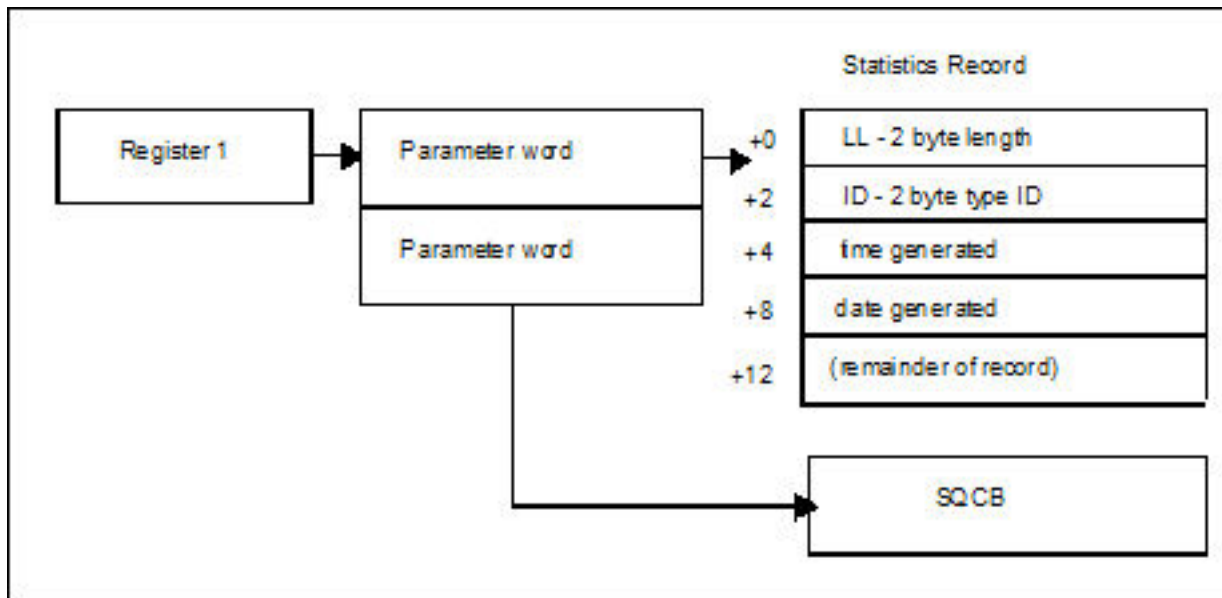 Statistics Record
Register 1
Parameter word
+0
LL - 2 byte length
+2
ID - 2 byte type ID
Parameter word
+4
time generated
+8
date generated
+12
(remainder of record)
SQCB